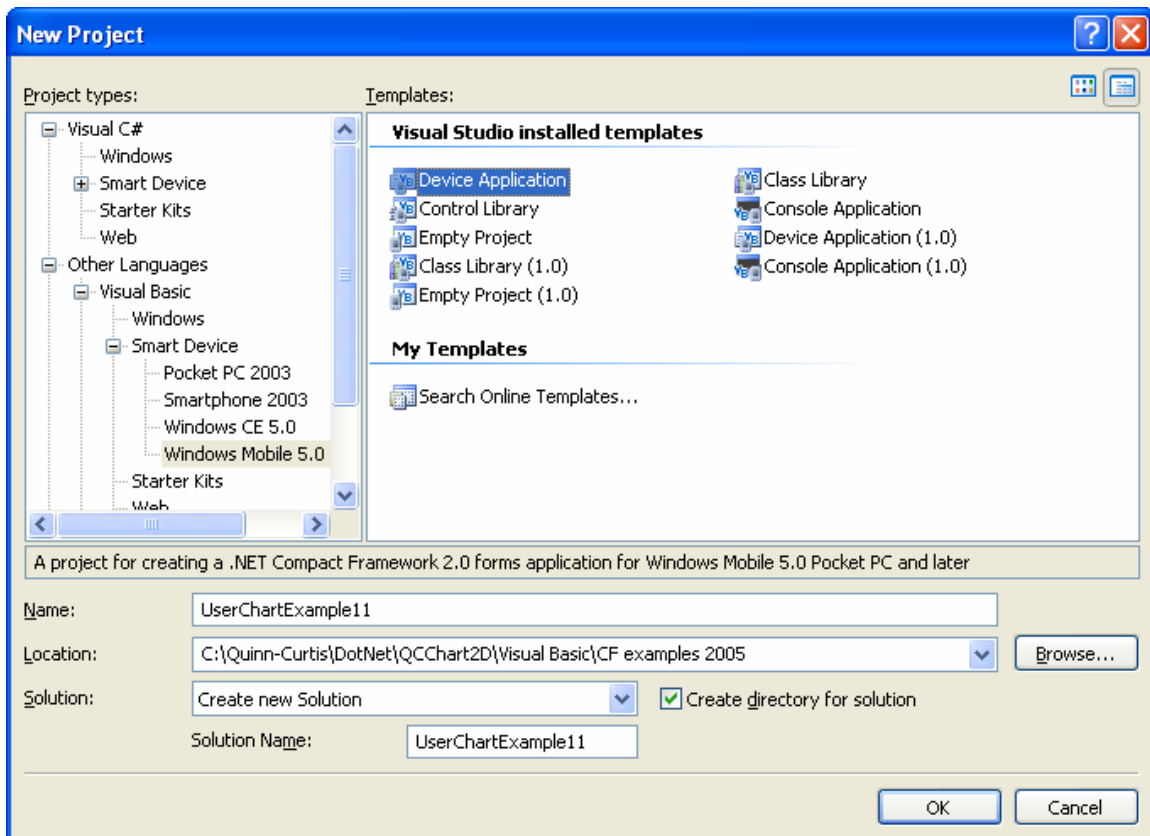 New Project
Project types:
Templates:
Visual C#
Windows
Smart Device
Starter Kits
Web
Other Languages
Visual Basic
Windows
Smart Device
Pocket PC 2003
Smartphone 2003
Windows CE 5.0
Windows Mobile 5.0
Starter Kits
Web
Visual Studio installed templates
Device Application
Class Library
Control Library
Console Application
Empty Project
Device Application (1.0)
Class Library (1.0)
Console Application (1.0)
Empty Project (1.0)
My Templates
Search Online Templates...
A project for creating a .NET Compact Framework 2.0 forms application for Windows Mobile 5.0 Pocket PC and later
Name:
UserChartExample11
Location:
C:\Quinn-Curtis\DotNet\QCChart2D\Visual Basic\CF examples 2005
Browse...
Solution:
Create new Solution
Create directory for solution
Solution Name:
UserChartExample11
OK
Cancel